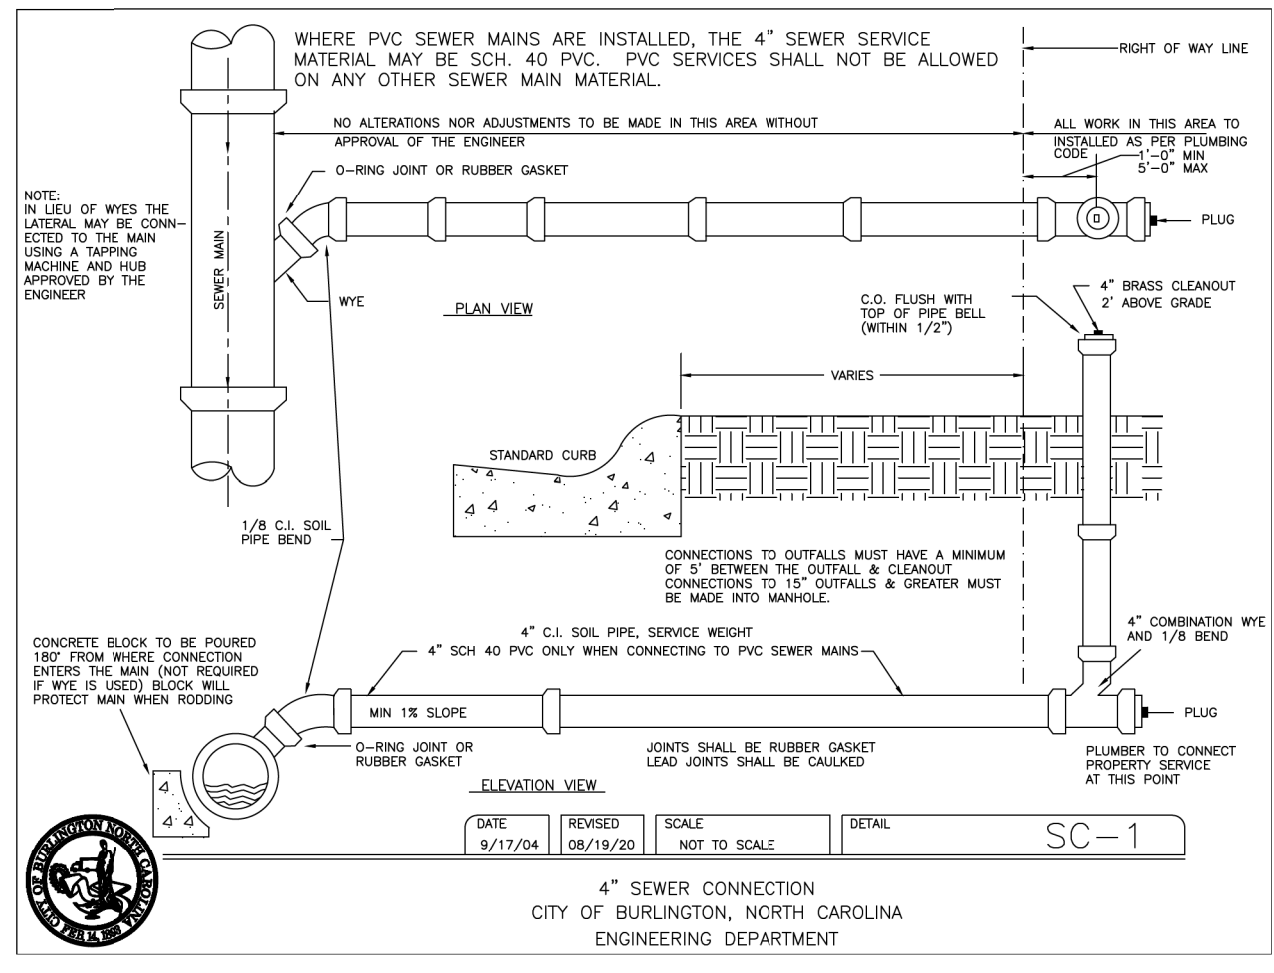 WHERE PVC SEWER MAINS ARE INSTALLED, THE 4" SEWER SERVICE
MATERIAL MAY BE SCH. 40 PVC. PVC SERVICES SHALL NOT BE ALLOWED
ON ANY OTHER SEWER MAIN MATERIAL.
RIGHT OF WAY LINE
NO ALTERATIONS NOR ADJUSTMENTS TO BE MADE IN THIS AREA WITHOUT
APPROVAL OF THE ENGINEER
ALL WORK IN THIS AREA TO
INSTALLED AS PER PLUMBING
CODE
1'-0" MIN
5'-0" MAX
O-RING JOINT OR RUBBER GASKET
NOTE:
IN LIEU OF WYES THE
LATERAL MAY BE CONN-
ECTED TO THE MAIN
USING A TAPPING
MACHINE AND HUB
APPROVED BY THE
ENGINEER
SEWER MAIN
PLUG
WYE
PLAN VIEW
C.O. FLUSH WITH
TOP OF PIPE BELL
(WITHIN 1/2")
4" BRASS CLEANOUT
2' ABOVE GRADE
VARIES
STANDARD CURB
1/8 C.I. SOIL
PIPE BEND
CONNECTIONS TO OUTFALLS MUST HAVE A MINIMUM
OF 5' BETWEEN THE OUTFALL & CLEANOUT
CONNECTIONS TO 15" OUTFALLS & GREATER MUST
BE MADE INTO MANHOLE.
4" COMBINATION WYE
AND 1/8 BEND
4" C.I. SOIL PIPE, SERVICE WEIGHT
4" SCH 40 PVC ONLY WHEN CONNECTING TO PVC SEWER MAINS
CONCRETE BLOCK TO BE POURED
180° FROM WHERE CONNECTION
ENTERS THE MAIN (NOT REQUIRED
IF WYE IS USED) BLOCK WILL
PROTECT MAIN WHEN RODDING
MIN 1% SLOPE
PLUG
O-RING JOINT OR
RUBBER GASKET
JOINTS SHALL BE RUBBER GASKET
LEAD JOINTS SHALL BE CAULKED
PLUMBER TO CONNECT
PROPERTY SERVICE
AT THIS POINT
ELEVATION VIEW
DATE
9/17/04
REVISED
08/19/20
SCALE
NOT TO SCALE
DETAIL
SC-1
CITY OF BURLINGTON NORTH CAROLINA
FEB 14, 1893
4" SEWER CONNECTION
CITY OF BURLINGTON, NORTH CAROLINA
ENGINEERING DEPARTMENT